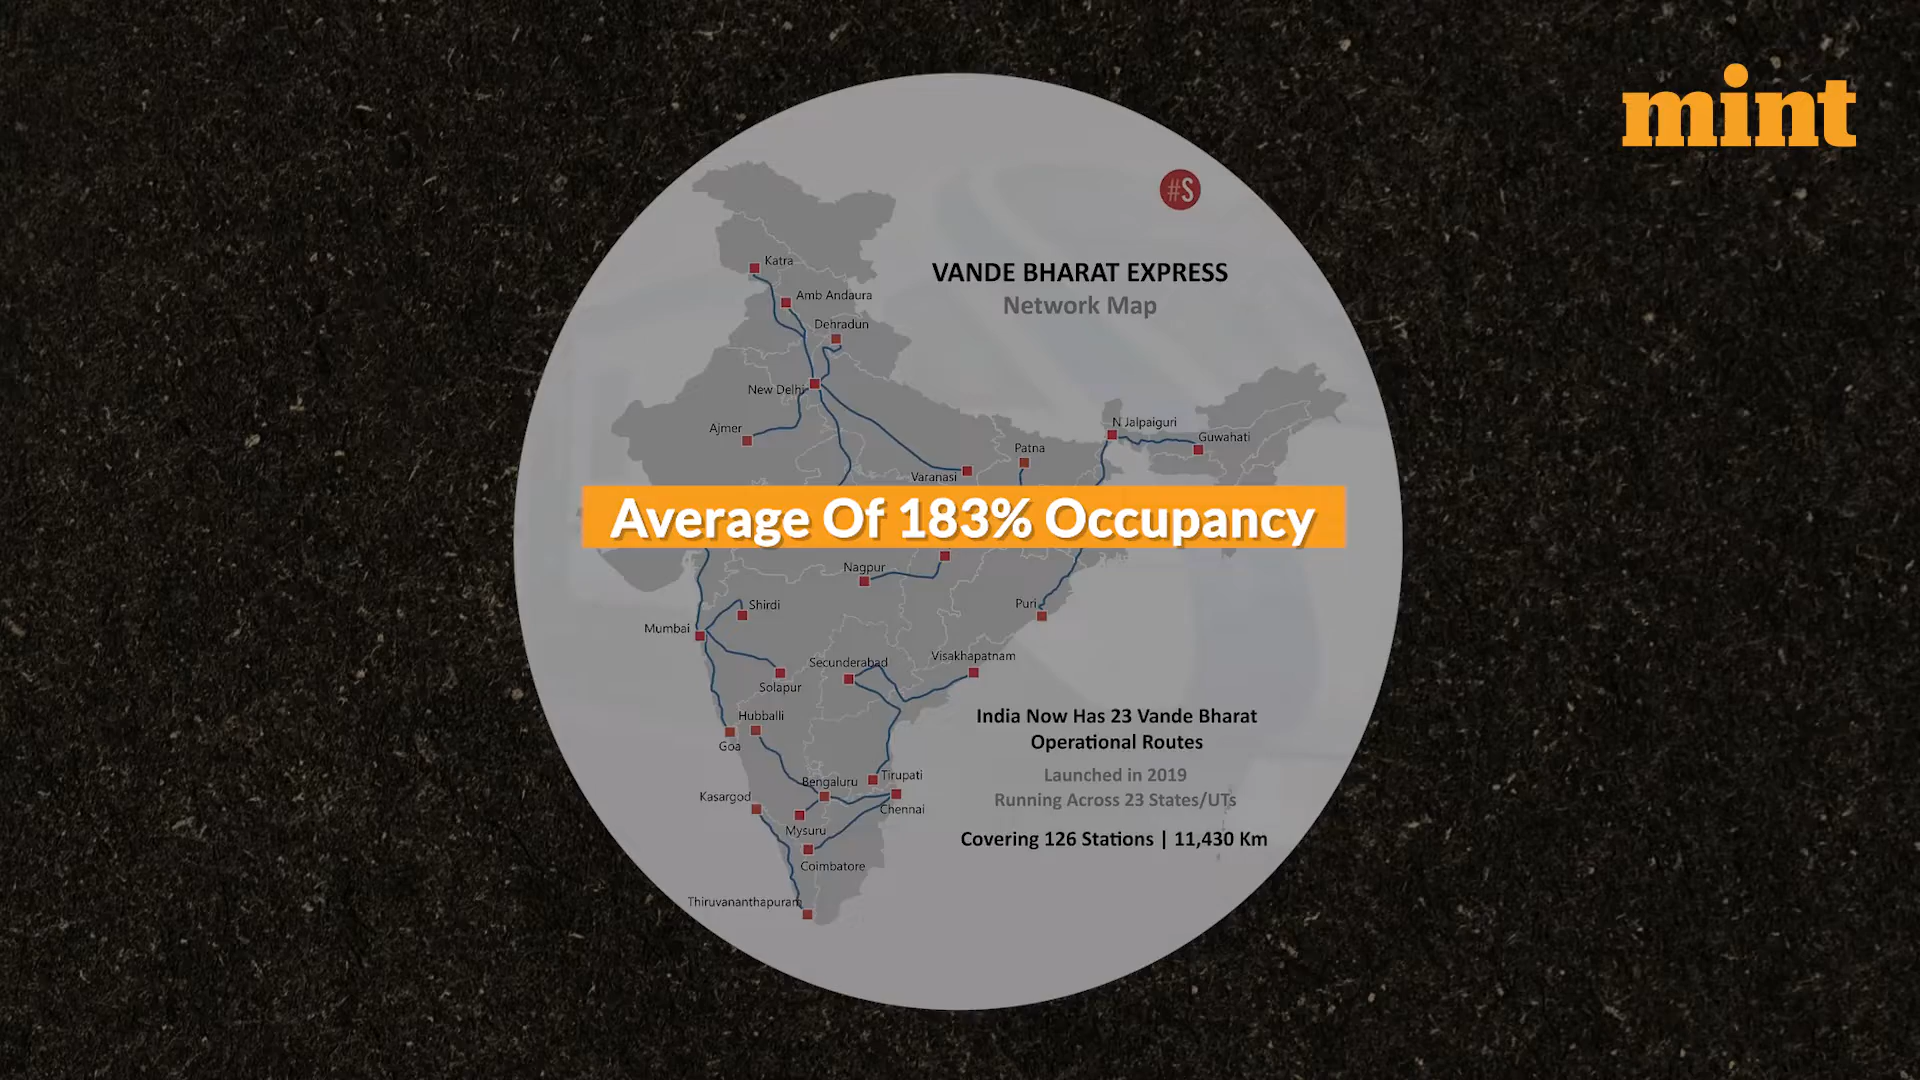 mint
#S
VANDE BHARAT EXPRESS
Network Map
Katra
Amb Andaura
Dehradun
New Delhi
Ajmer
N Jalpaiguri
Guwahati
Patna
Varanasi
Average Of 183% Occupancy
Nagpur
Puri
Shirdi
Mumbai
Secunderabad
Visakhapatnam
Solapur
Hubballi
Goa
India Now Has 23 Vande Bharat
Operational Routes
Launched in 2019
Running Across 23 States/UTs
Covering 126 Stations | 11,430 Km
Bengaluru
Tirupati
Kasargod
Chennai
Mysuru
Coimbatore
Thiruvananthapuram